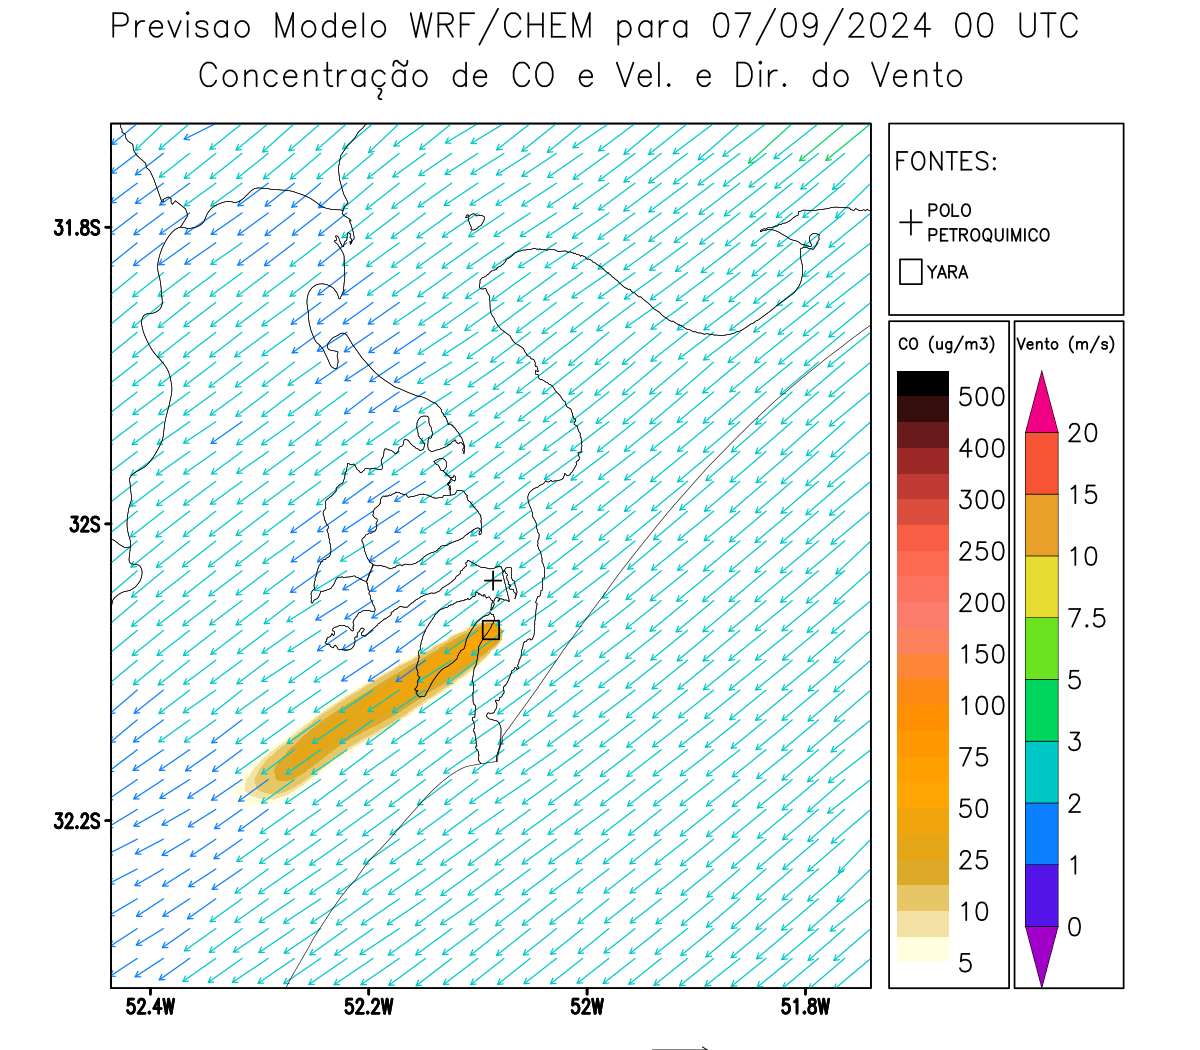 Previsao Modelo WRF/CHEM para 07/09/2024 00 UTC
Concentração de CO e Vel. e Dir. do Vento
FONTES:
POLO
PETROQUIMICO
YARA
31.8S
32S
32.2S
52.4W
52.2W
52W
51.8W
CO (ug/m3)
500
400
300
250
200
150
100
75
50
25
10
5
Vento (m/s)
20
15
10
7.5
5
3
2
1
0